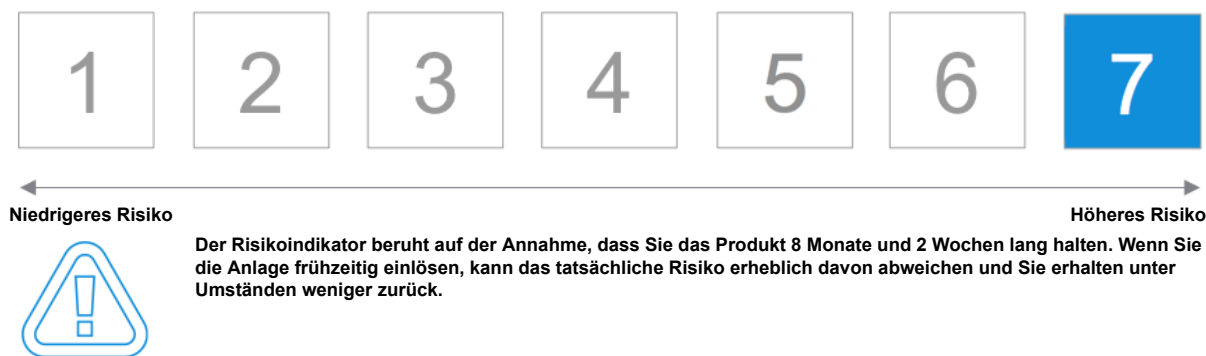 1 2 3 4 5 6 7
Niedrigeres Risiko Höheres Risiko
Der Risikoindikator beruht auf der Annahme, dass Sie das Produkt 8 Monate und 2 Wochen lang halten. Wenn Sie
die Anlage frühzeitig einlösen, kann das tatsächliche Risiko erheblich davon abweichen und Sie erhalten unter
Umständen weniger zurück.